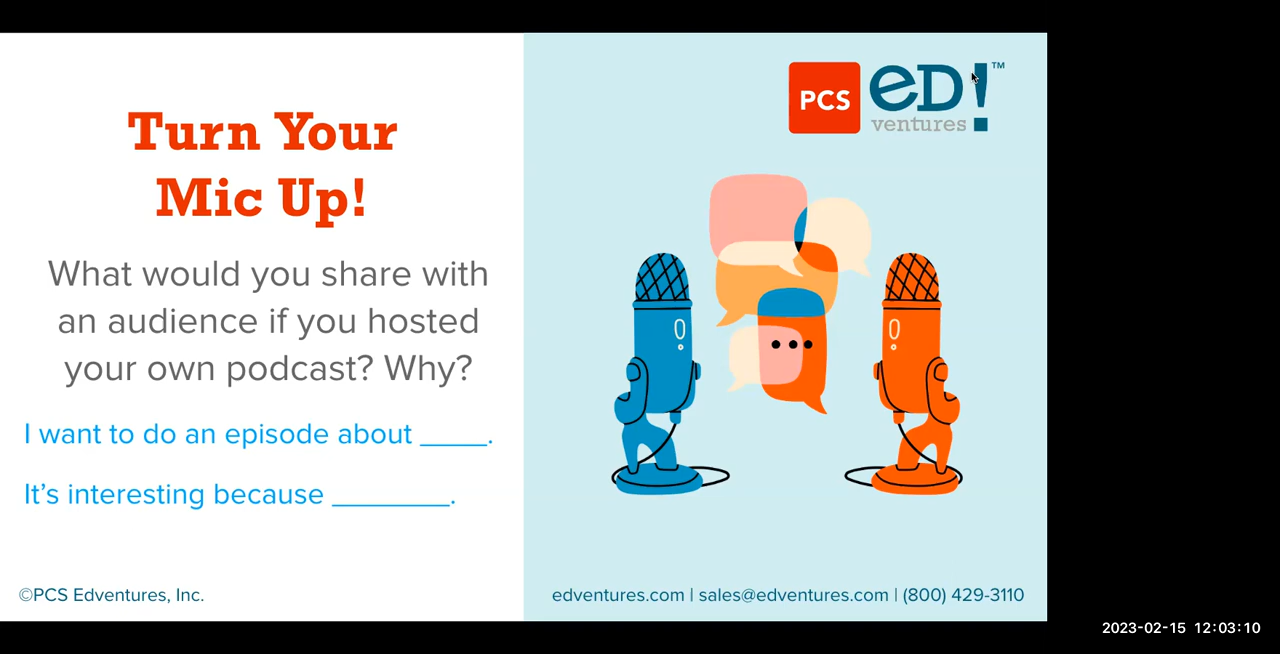 Turn Your
Mic Up!
What would you share with
an audience if you hosted
your own podcast? Why?
I want to do an episode about ____.
It's interesting because _______.
©PCS Edventures, Inc.
PCS
eD!™
ventures
edventures.com | sales@edventures.com | (800) 429-3110
2023-02-15 12:03:10